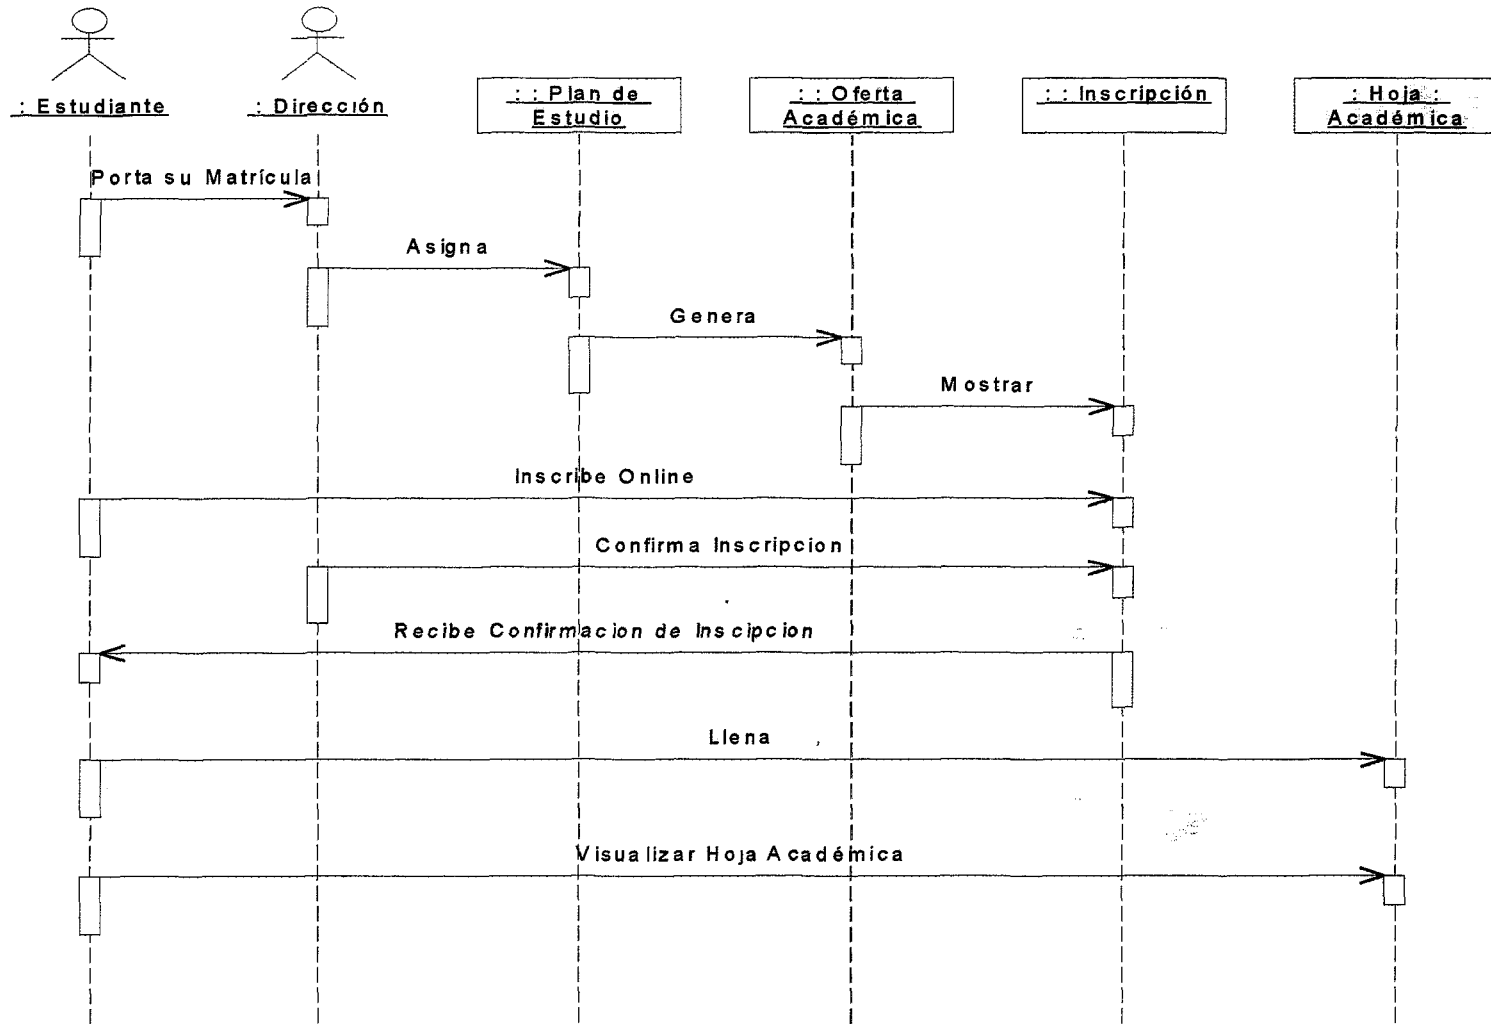 : Estudiante
: Dirección
: : Plan de
Estudio
: : Oferta
Académica
: : Inscripción
: Hoja :
Académica
Porta su Matrícula
Asigna
Genera
Mostrar
Inscribe Online
Confirma Inscripcion
Recibe Confirmacion de Inscipcion
Llena
Visualizar Hoja Académica